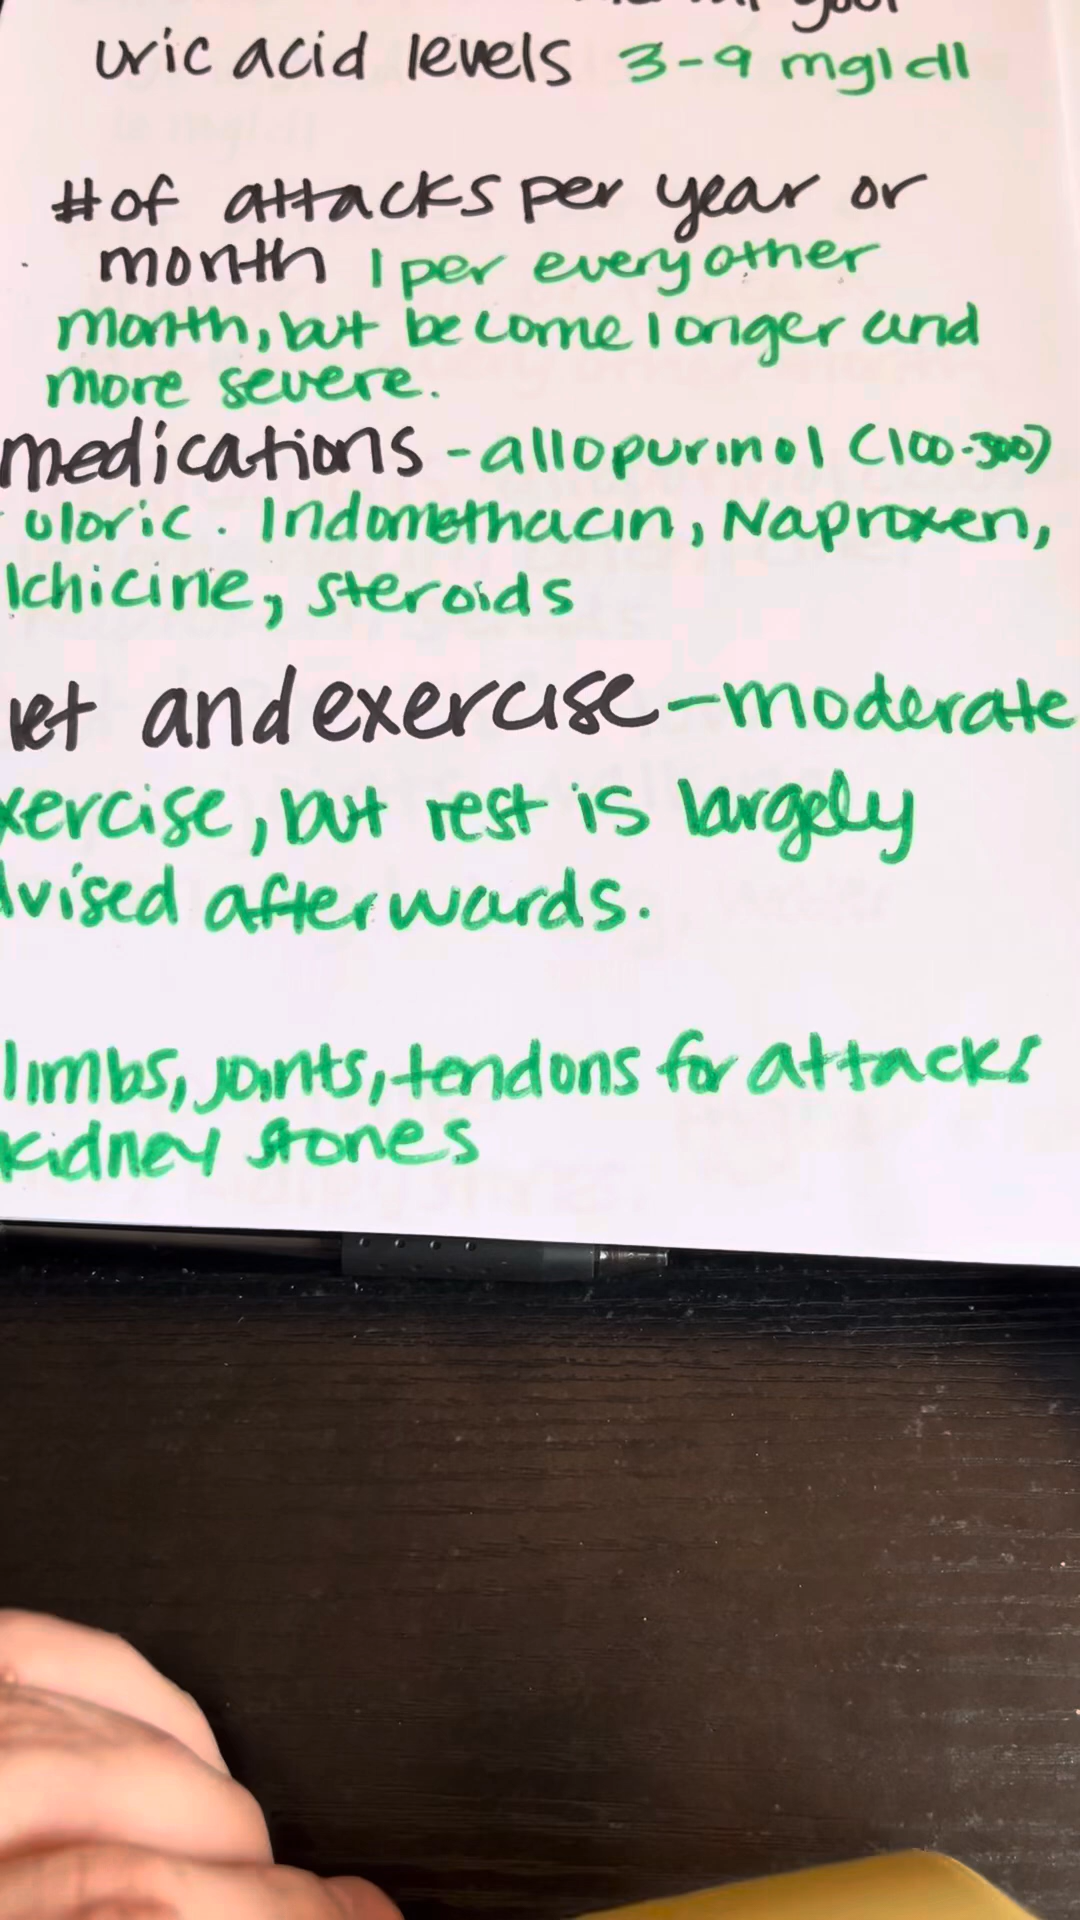 uric acid levels 3-9 mg/dl
# of attacks per year or
month 1 per every other
month, but become longer and
more severe.
medications - allopurinol (100-300)
uloric. Indomethacin, Naproxen,
lchicine, steroids
iet and exercise - moderate
xercise, but rest is largely
dvised afterwards.
limbs, joints, tendons for attacks
kidney stones